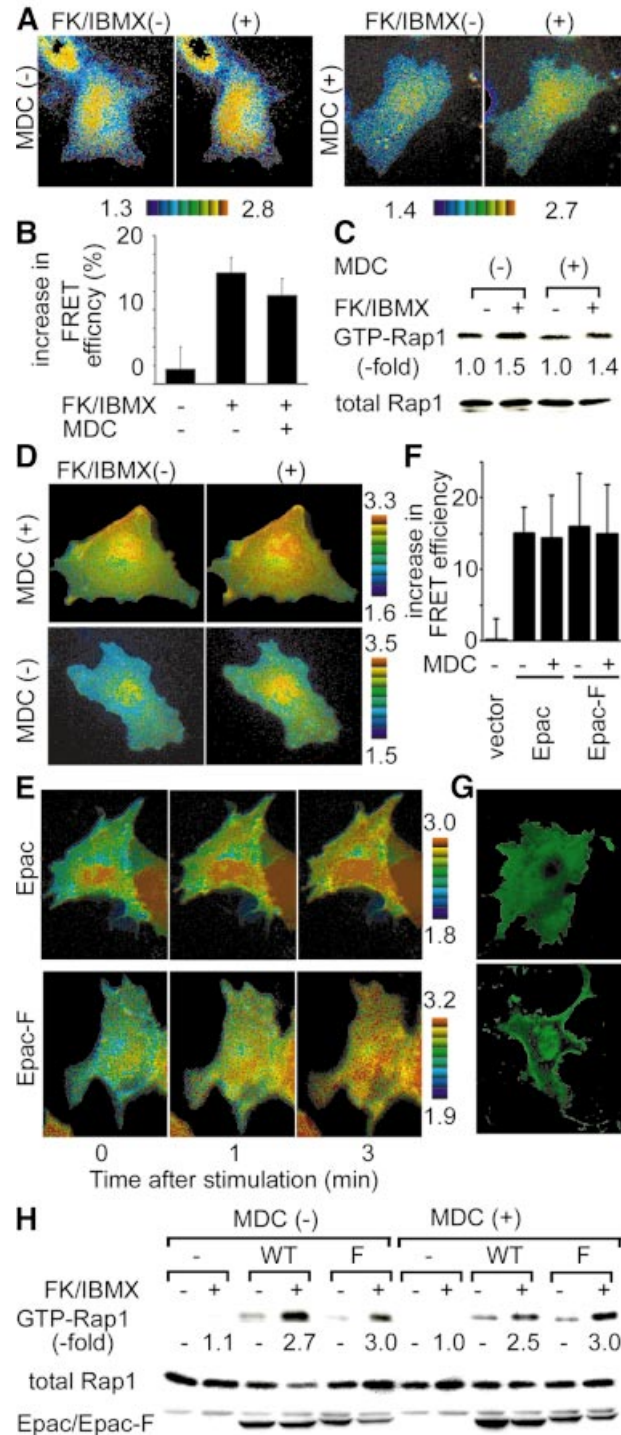 A
FK/IBMX(-) (+) FK/IBMX(-) (+)
MDC (-)
MDC (+)
1.3 2.8 1.4 2.7
B
increase in
FRET
efficncy (%)
20
10
0
FK/IBMX - + +
MDC - - +
C
MDC (-) (+)
FK/IBMX - + - +
GTP-Rap1
(-fold) 1.0 1.5 1.0 1.4
total Rap1
D
FK/IBMX(-) (+)
MDC (+)
3.3
1.6
MDC (-)
3.5
1.5
F
increase in
FRET efficiency
20
10
0
MDC - - + - +
vector
Epac
Epac-F
E
Epac
3.0
1.8
Epac-F
3.2
1.9
0 1 3
Time after stimulation (min)
G
H
MDC (-) MDC (+)
- WT F - WT F
FK/IBMX - + - + - + - + - + - +
GTP-Rap1
(-fold) - 1.1 - 2.7 - 3.0 - 1.0 - 2.5 - 3.0
total Rap1
Epac/Epac-F